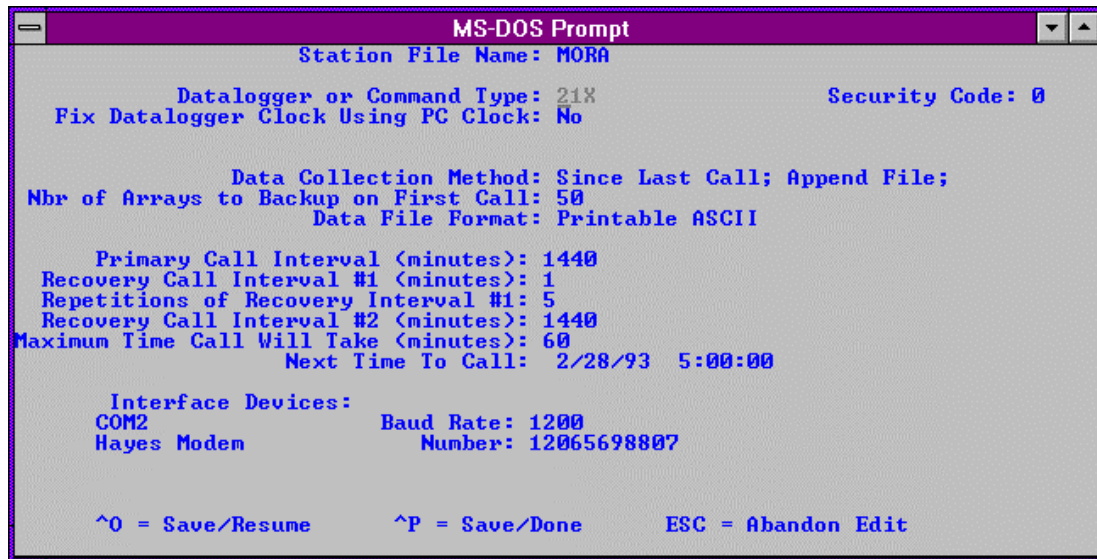 MS-DOS Prompt
Station File Name: MORA
Datalogger or Command Type: 21X Security Code: 0
Fix Datalogger Clock Using PC Clock: No
Data Collection Method: Since Last Call; Append File;
Nbr of Arrays to Backup on First Call: 50
Data File Format: Printable ASCII
Primary Call Interval (minutes): 1440
Recovery Call Interval #1 (minutes): 1
Repetitions of Recovery Interval #1: 5
Recovery Call Interval #2 (minutes): 1440
Maximum Time Call Will Take (minutes): 60
Next Time To Call: 2/28/93 5:00:00
Interface Devices:
COM2 Baud Rate: 1200
Hayes Modem Number: 12065698807
^O = Save/Resume ^P = Save/Done ESC = Abandon Edit